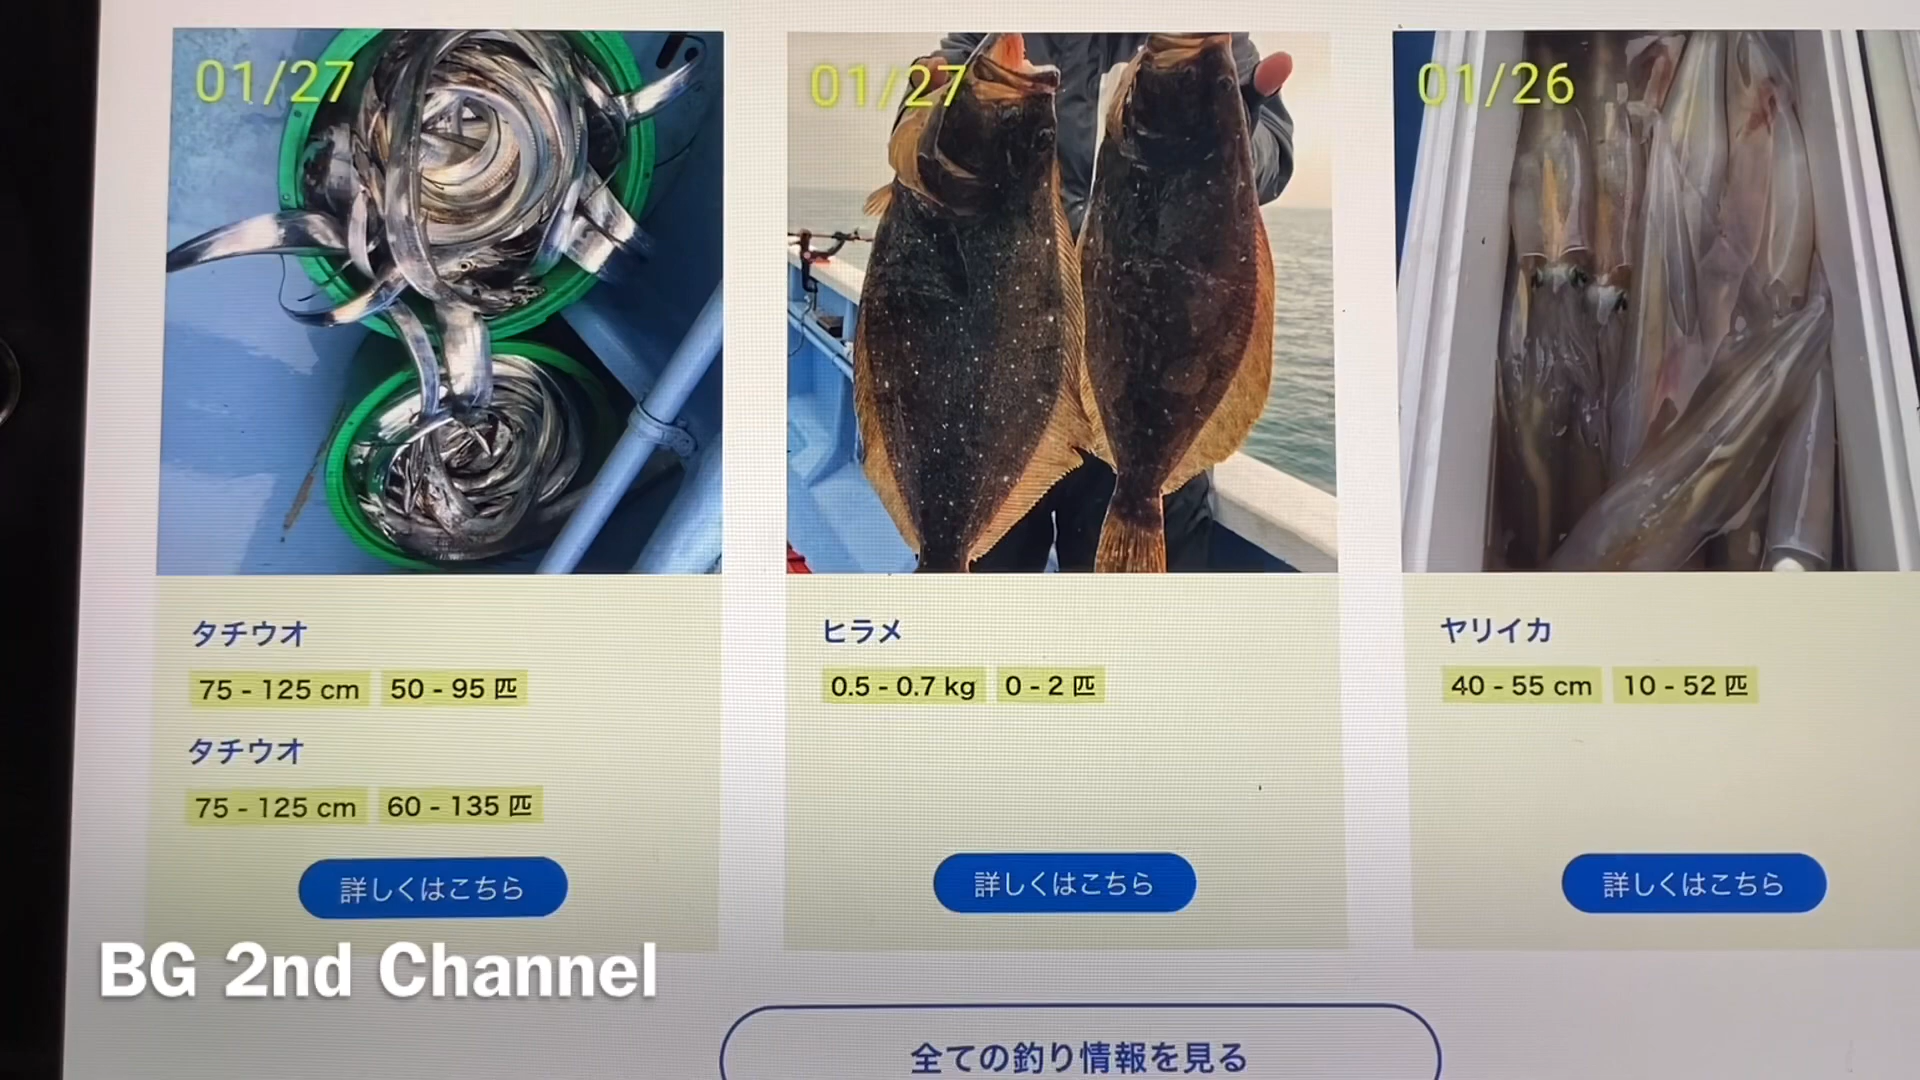 01/27
タチウオ
75 - 125 cm 50 - 95 匹
タチウオ
75 - 125 cm 60 - 135 匹
詳しくはこちら
01/27
ヒラメ
0.5 - 0.7 kg 0 - 2 匹
詳しくはこちら
01/26
ヤリイカ
40 - 55 cm 10 - 52 匹
詳しくはこちら
BG 2nd Channel
全ての釣り情報を見る